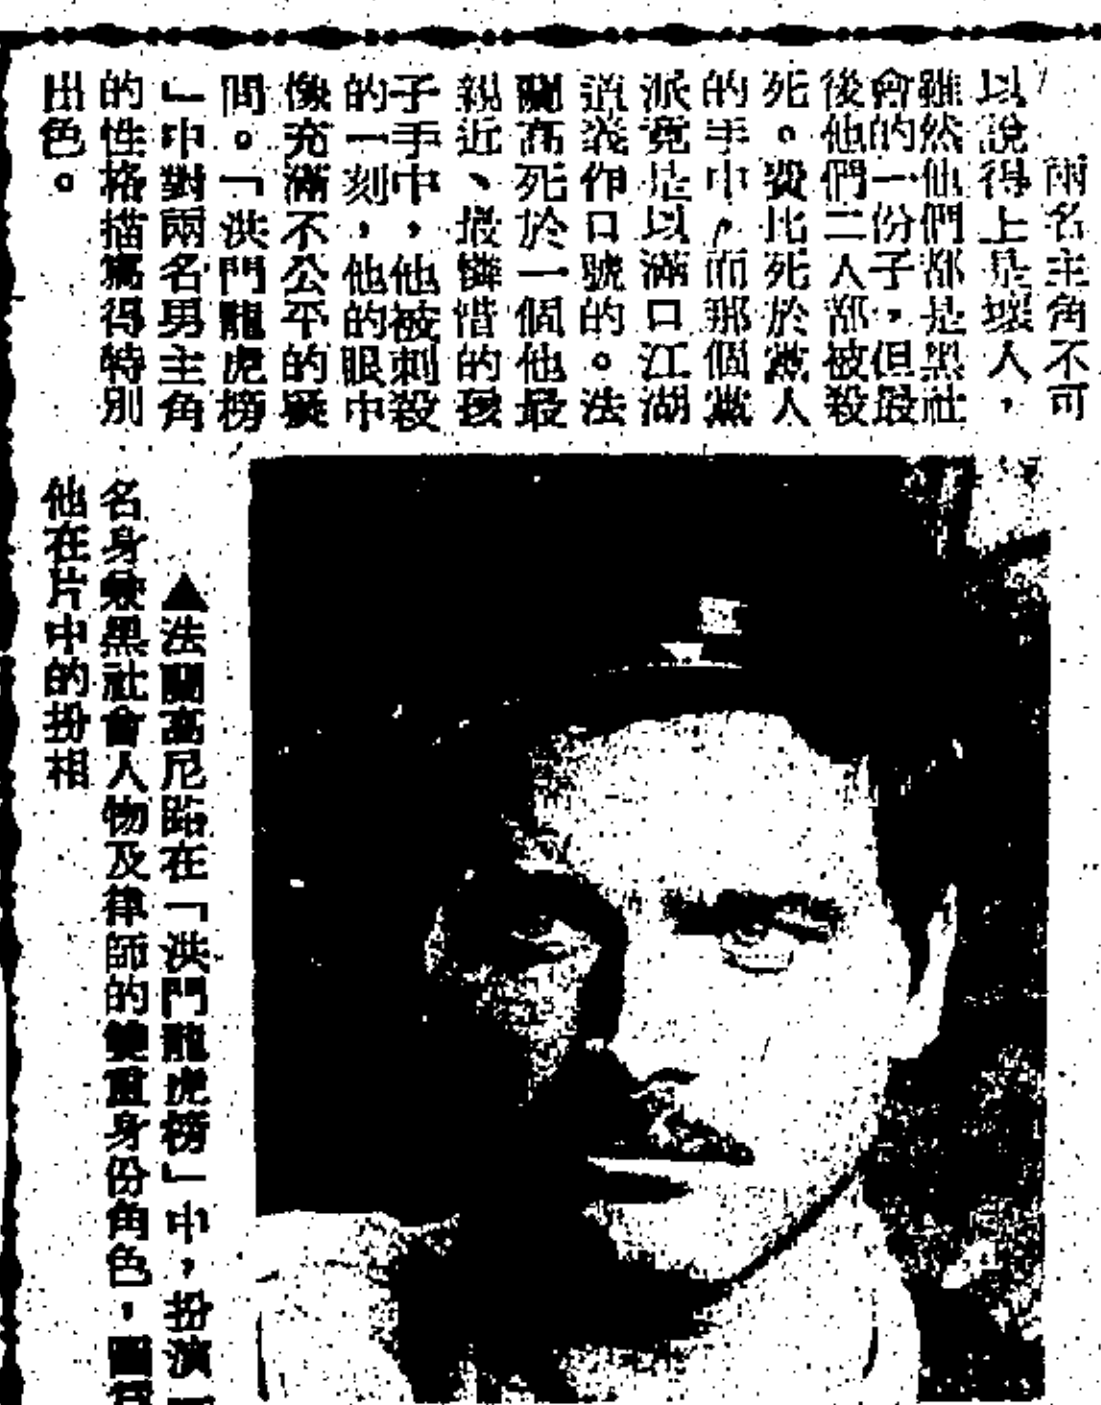 兩名主角不可
以說得上是壞人，
雖然他們都是黑社
會的一份子，但最
後他們二人都被殺
死。費比死於黨人
的手中，而那個黨
派竟是以滿口江湖
道義作口號的。法
蘭高死於一個他最
親近、最憐惜的孩
子手中，他被刺殺
的一刻，他的眼中
像充滿不公平的疑
問。「洪門龍虎榜
」中對兩名男主角
的性格描寫得特別
出色。
▲法蘭高尼路在「洪門龍虎榜」中，扮演一
名身兼黑社會人物及律師的雙重身份角色，圖為
他在片中的扮相